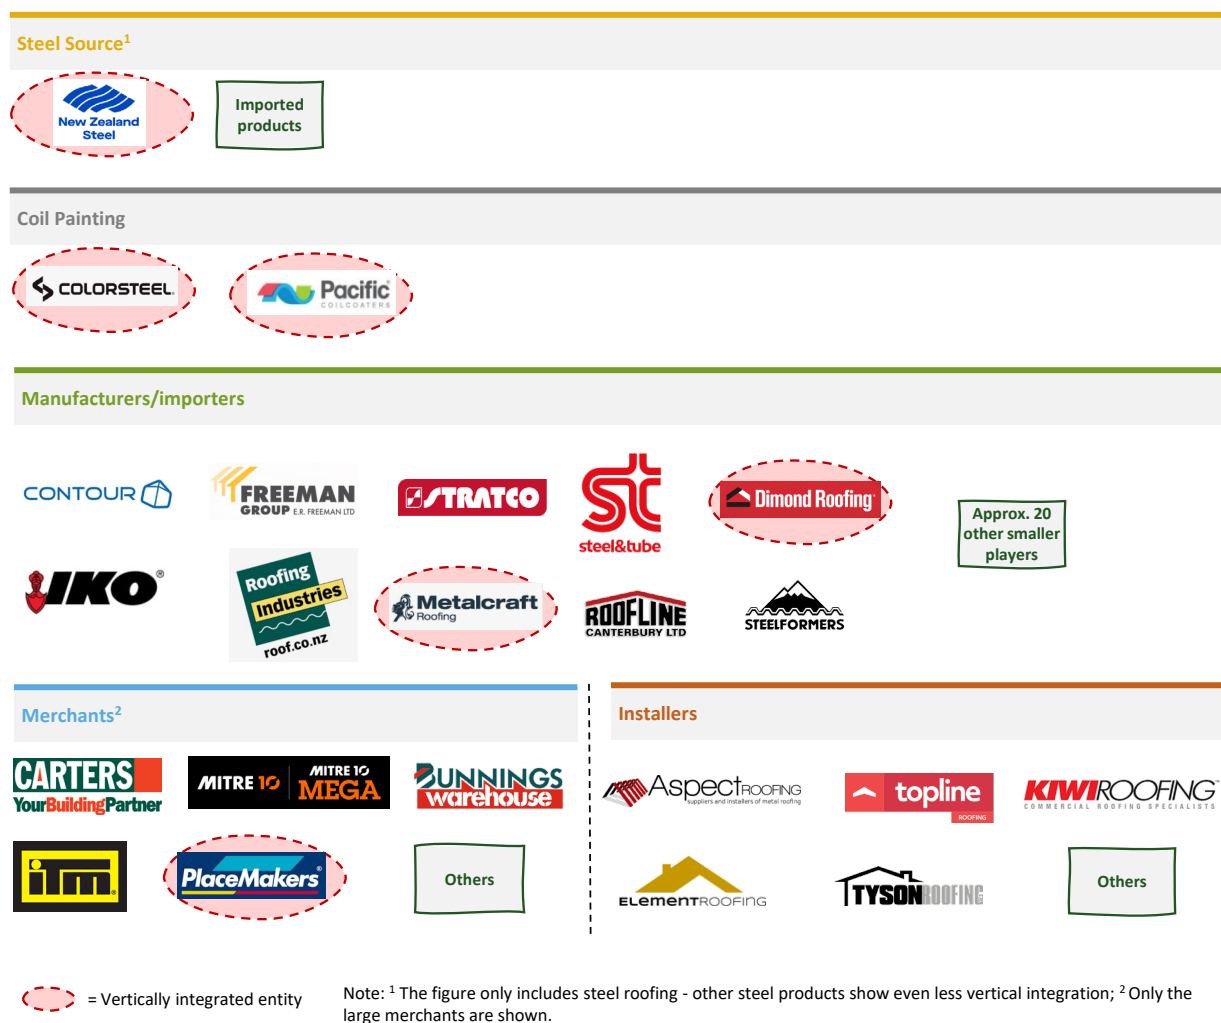 Steel Source¹
New Zealand
Steel
Imported
products
Coil Painting
COLORSTEEL
Pacific
COILCOATERS
Manufacturers/importers
CONTOUR
FREEMAN
GROUP E.R. FREEMAN LTD
STRATCO
st
steel&tube
Dimond Roofing
Approx. 20
other smaller
players
IKO®
Roofing
Industries
roof.co.nz
Metalcraft
Roofing
ROOFLINE
CANTERBURY LTD
STEELFORMERS
Merchants²
Installers
CARTERS
YourBuildingPartner
MITRE 10
MITRE 10
MEGA
BUNNINGS
warehouse
AspectROOFING
suppliers and installers of metal roofing
topline
ROOFING
KIWIROOFING™
COMMERCIAL ROOFING SPECIALISTS
iTm
PlaceMakers®
Others
ELEMENTROOFING
TYSONROOFING
Others
= Vertically integrated entity
Note: ¹ The figure only includes steel roofing - other steel products show even less vertical integration; ² Only the
large merchants are shown.